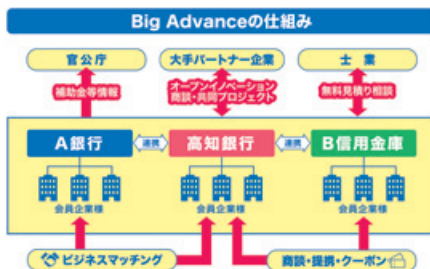 Big Advanceの仕組み
官公庁
大手パートナー企業
士業
補助金等情報
オープンイノベーション
商談・共同プロジェクト
無料見積り相談
A銀行
連携
高知銀行
連携
B信用金庫
会員企業様
会員企業様
会員企業様
ビジネスマッチング
商談・提携・クーポン